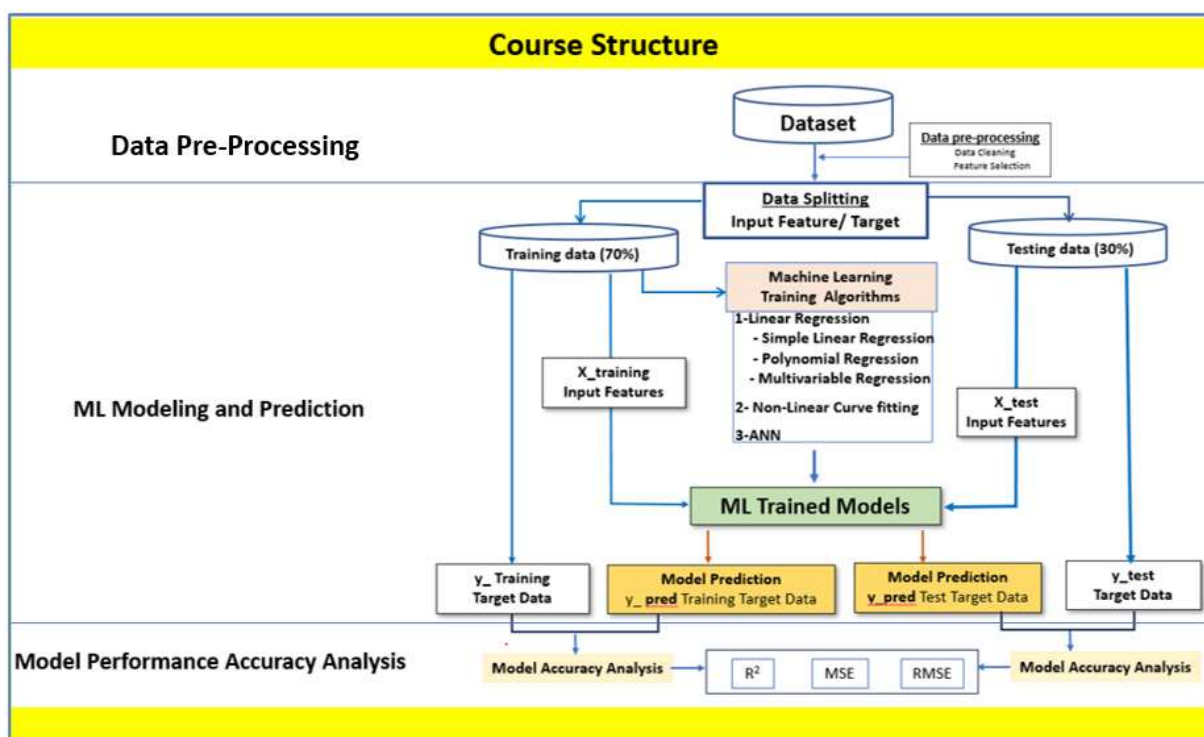 Course Structure
Data Pre-Processing
Dataset
Data pre-processing
Data Cleaning
Feature Selection
Data Splitting
Input Feature/ Target
Training data (70%)
Testing data (30%)
Machine Learning
Training Algorithms
1-Linear Regression
- Simple Linear Regression
- Polynomial Regression
- Multivariable Regression
2- Non-Linear Curve fitting
3-ANN
X_training
Input Features
X_test
Input Features
ML Modeling and Prediction
ML Trained Models
y_ Training
Target Data
Model Prediction
y_ pred Training Target Data
Model Prediction
y_pred Test Target Data
y_test
Target Data
Model Performance Accuracy Analysis
Model Accuracy Analysis
R²
MSE
RMSE
Model Accuracy Analysis